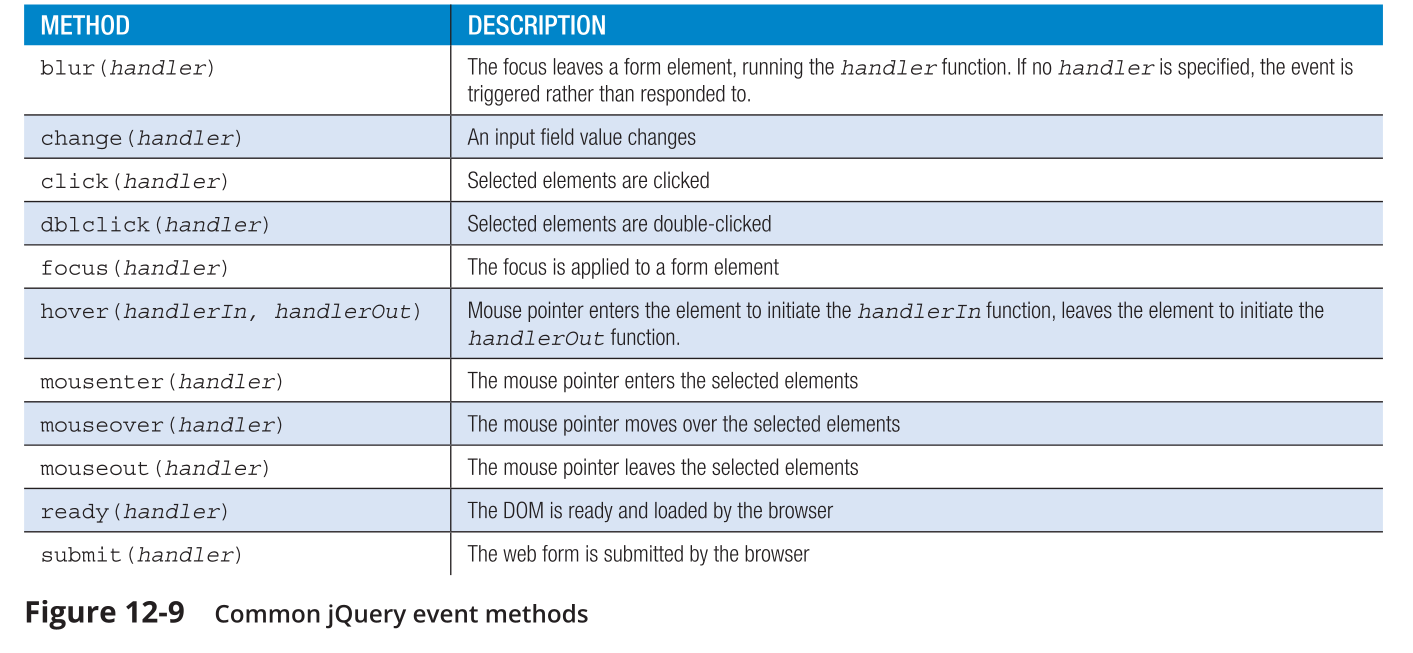 METHOD DESCRIPTION
blur(handler) The focus leaves a form element, running the handler function. If no handler is specified, the event is
triggered rather than responded to.
change(handler) An input field value changes
click(handler) Selected elements are clicked
dblclick(handler) Selected elements are double-clicked
focus(handler) The focus is applied to a form element
hover(handlerIn, handlerOut) Mouse pointer enters the element to initiate the handlerIn function, leaves the element to initiate the
handlerOut function.
mousenter(handler) The mouse pointer enters the selected elements
mouseover(handler) The mouse pointer moves over the selected elements
mouseout(handler) The mouse pointer leaves the selected elements
ready(handler) The DOM is ready and loaded by the browser
submit(handler) The web form is submitted by the browser
Figure 12-9 Common jQuery event methods